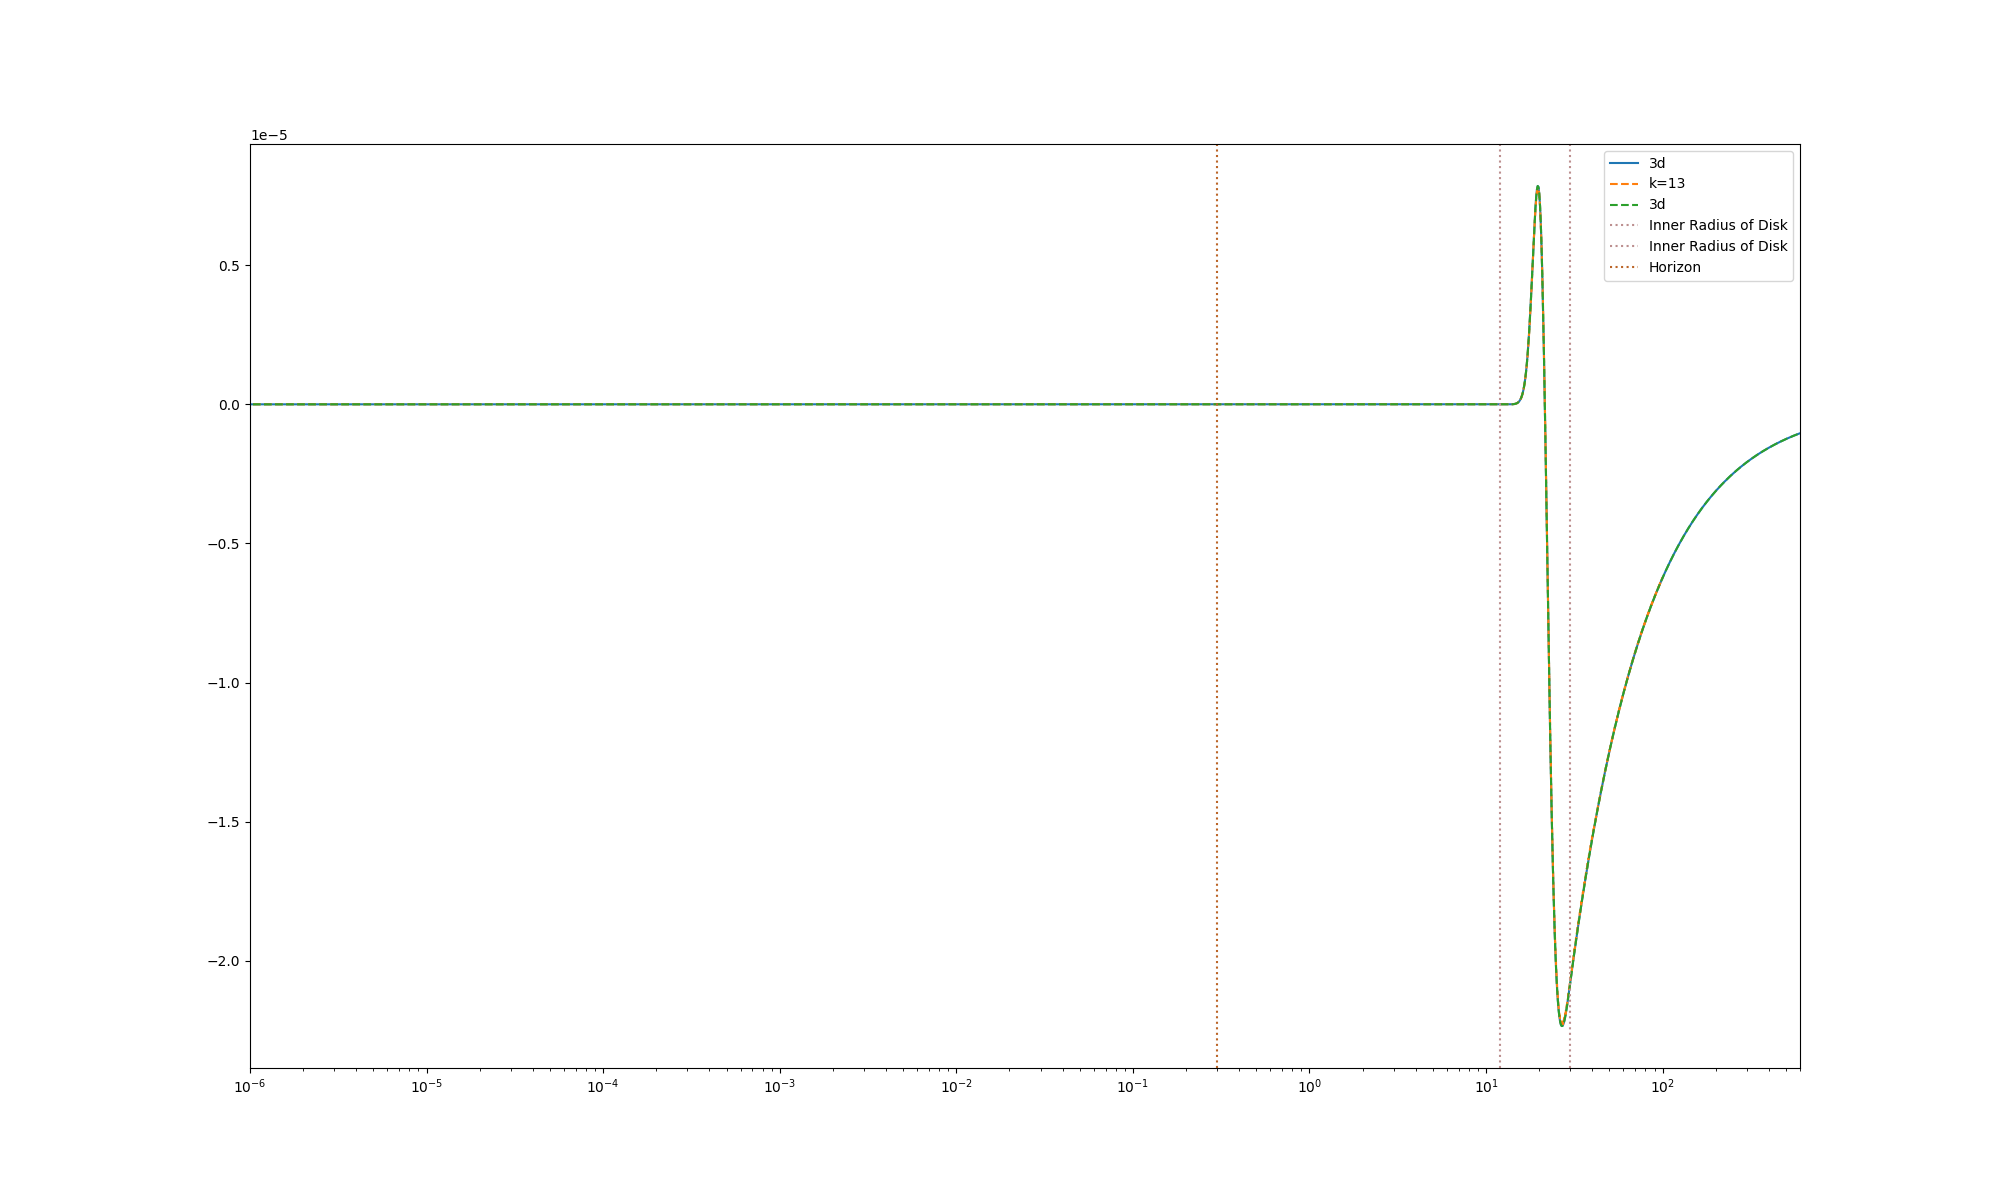 1e−5
3d
k=13
3d
Inner Radius of Disk
Inner Radius of Disk
Horizon
0.5
0.0
−0.5
−1.0
−1.5
−2.0
10⁻⁶ 10⁻⁵ 10⁻⁴ 10⁻³ 10⁻² 10⁻¹ 10⁰ 10¹ 10²